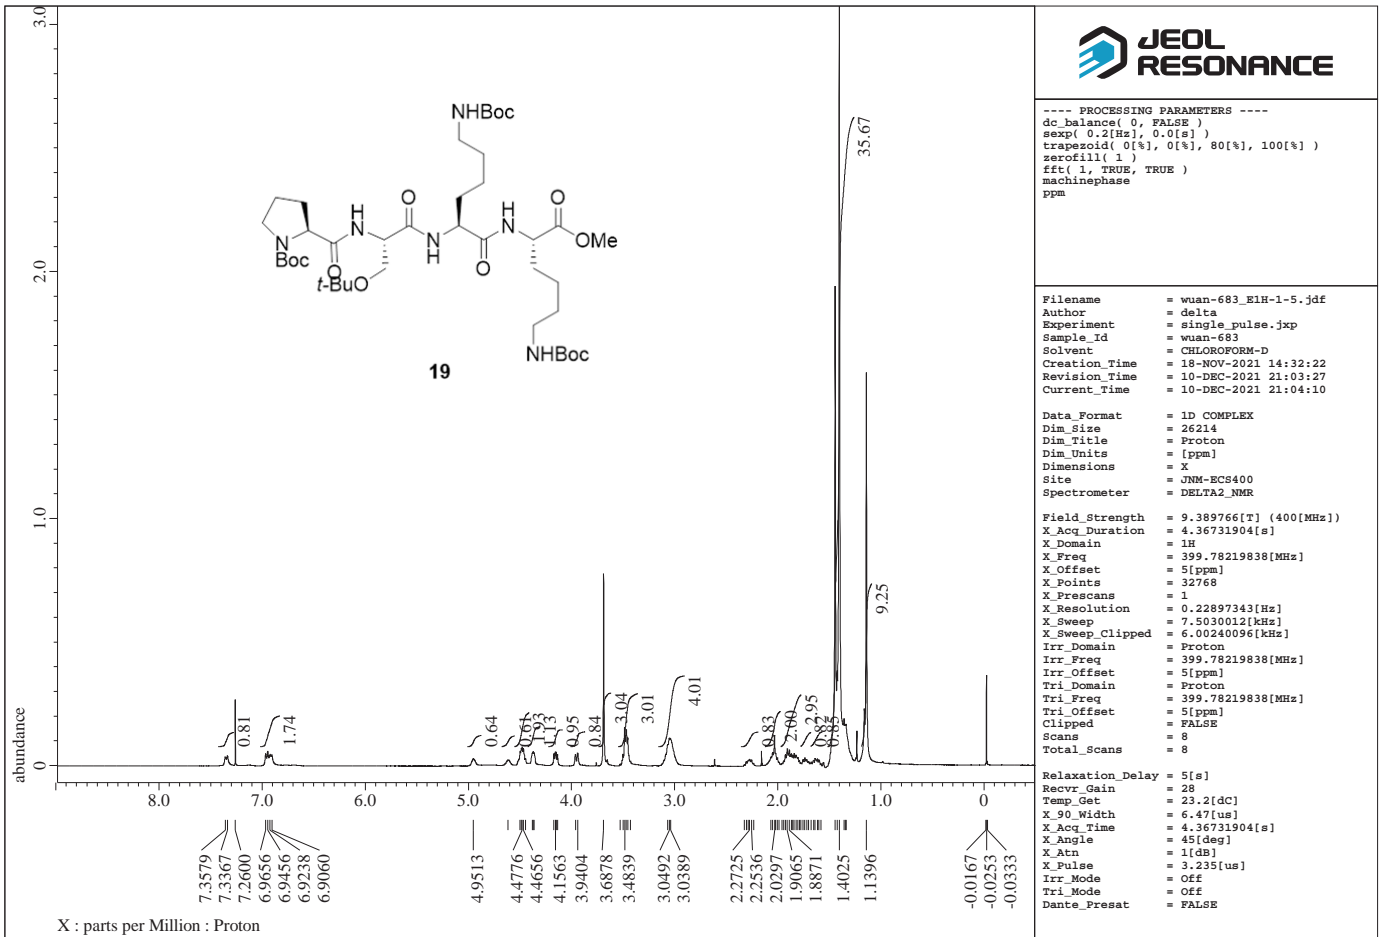 JEOL
RESONANCE
---- PROCESSING PARAMETERS ----
dc_balance( 0, FALSE )
sexp( 0.2[Hz], 0.0[s] )
trapezoid( 0[%], 0[%], 80[%], 100[%] )
zerofill( 1 )
fft( 1, TRUE, TRUE )
machinephase
ppm
Filename = wuan-683_E1H-1-5.jdf
Author = delta
Experiment = single_pulse.jxp
Sample_Id = wuan-683
Solvent = CHLOROFORM-D
Creation_Time = 18-NOV-2021 14:32:22
Revision_Time = 10-DEC-2021 21:03:27
Current_Time = 10-DEC-2021 21:04:10
Data_Format = 1D COMPLEX
Dim_Size = 26214
Dim_Title = Proton
Dim_Units = [ppm]
Dimensions = X
Site = JNM-ECS400
Spectrometer = DELTA2_NMR
Field_Strength = 9.389766[T] (400[MHz])
X_Acq_Duration = 4.36731904[s]
X_Domain = 1H
X_Freq = 399.78219838[MHz]
X_Offset = 5[ppm]
X_Points = 32768
X_Prescans = 1
X_Resolution = 0.22897343[Hz]
X_Sweep = 7.5030012[kHz]
X_Sweep_Clipped = 6.00240096[kHz]
Irr_Domain = Proton
Irr_Freq = 399.78219838[MHz]
Irr_Offset = 5[ppm]
Tri_Domain = Proton
Tri_Freq = 399.78219838[MHz]
Tri_Offset = 5[ppm]
Clipped = FALSE
Scans = 8
Total_Scans = 8
Relaxation_Delay = 5[s]
Recvr_Gain = 28
Temp_Get = 23.2[dC]
X_90_Width = 6.47[us]
X_Acq_Time = 4.36731904[s]
X_Angle = 45[deg]
X_Atn = 1[dB]
X_Pulse = 3.235[us]
Irr_Mode = Off
Tri_Mode = Off
Dante_Presat = FALSE
abundance
3.0
2.0
1.0
0
NHBoc
O
H
N
O
H
N
O
OMe
N
Boc
O
N
H
O
t-BuO
NHBoc
19
0.81
1.74
0.64
0.61
1.93
1.13
0.95
0.84
3.04
3.01
4.01
0.83
2.00
2.95
0.82
0.85
35.67
9.25
8.0 7.0 6.0 5.0 4.0 3.0 2.0 1.0 0
7.3579
7.3367
7.2600
6.9656
6.9456
6.9238
6.9060
4.9513
4.4776
4.4656
4.1563
3.9404
3.6878
3.4839
3.0492
3.0389
2.2725
2.2536
2.0297
1.9065
1.8871
1.4025
1.1396
-0.0167
-0.0253
-0.0333
X : parts per Million : Proton